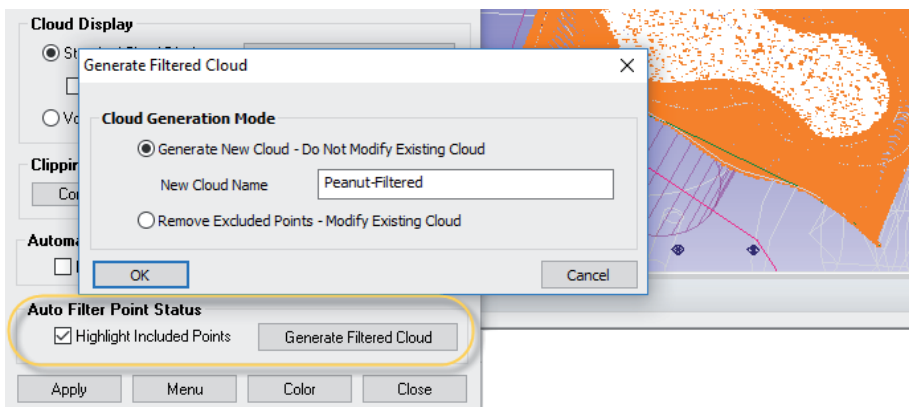 Cloud Display
Generate Filtered Cloud
Cloud Generation Mode
Generate New Cloud - Do Not Modify Existing Cloud
New Cloud Name Peanut-Filtered
Remove Excluded Points - Modify Existing Cloud
OK Cancel
Auto Filter Point Status
Highlight Included Points Generate Filtered Cloud
Apply Menu Color Close